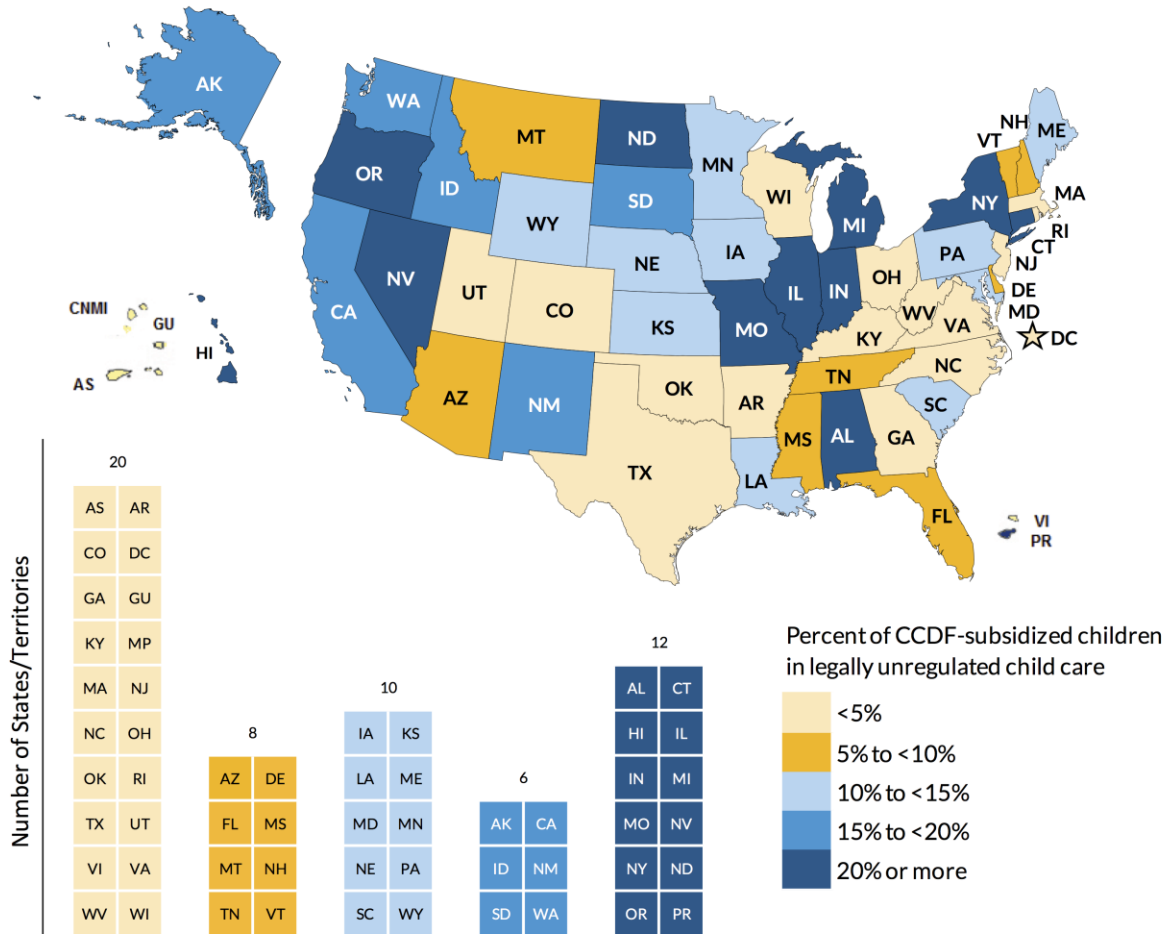 AK
WA
MT
ND
MN
VT
NH
ME
OR
ID
SD
WI
MI
NY
MA
WY
RI
CT
IA
PA
NJ
NE
NV
UT
OH
DE
CNMI
IL
IN
MD
CA
CO
WV
VA
DC
GU
KS
MO
KY
HI
NC
TN
AS
AZ
NM
OK
AR
SC
MS
AL
GA
TX
LA
FL
VI
PR
Number of States/Territories
20
AS AR
CO DC
GA GU
KY MP
MA NJ
NC OH
OK RI
TX UT
VI VA
WV WI
8
AZ DE
FL MS
MT NH
TN VT
10
IA KS
LA ME
MD MN
NE PA
SC WY
6
AK CA
ID NM
SD WA
12
AL CT
HI IL
IN MI
MO NV
NY ND
OR PR
Percent of CCDF-subsidized children
in legally unregulated child care
<5%
5% to <10%
10% to <15%
15% to <20%
20% or more